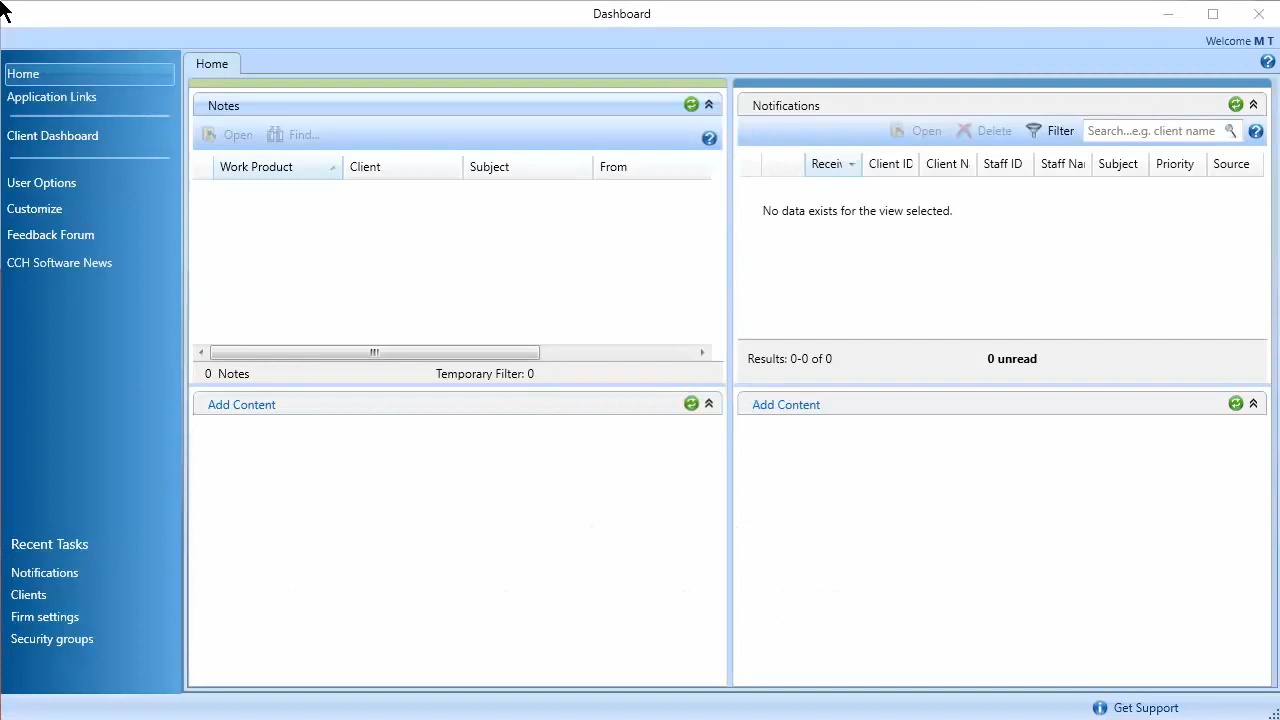 Dashboard
Welcome M T
Home
Application Links
Client Dashboard
User Options
Customize
Feedback Forum
CCH Software News
Recent Tasks
Notifications
Clients
Firm settings
Security groups
Home
Notes
Open Find...
Work Product Client Subject From
0 Notes Temporary Filter: 0
Add Content
Notifications
Open Delete Filter Search...e.g. client name
Recei Client ID Client N Staff ID Staff Na Subject Priority Source
No data exists for the view selected.
Results: 0-0 of 0 0 unread
Add Content
Get Support